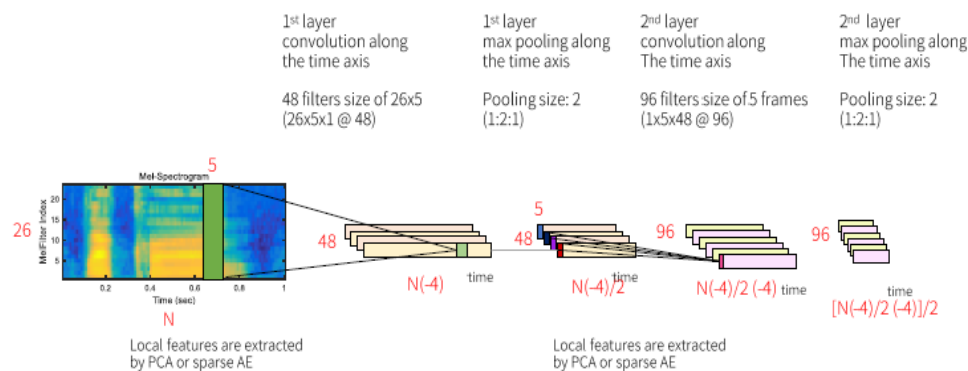 1st layer
convolution along
the time axis
48 filters size of 26x5
(26x5x1 @ 48)
1st layer
max pooling along
the time axis
Pooling size: 2
(1:2:1)
2nd layer
convolution along
The time axis
96 filters size of 5 frames
(1x5x48 @ 96)
2nd layer
max pooling along
The time axis
Pooling size: 2
(1:2:1)
5
Mel-Spectrogram
26
MelFilter Index
20
15
10
5
0.2
0.4
0.6
0.8
1
Time (sec)
N
48
N(-4)
time
5
48
N(-4)/2
time
96
N(-4)/2 (-4)
time
96
time
[N(-4)/2 (-4)]/2
Local features are extracted
by PCA or sparse AE
Local features are extracted
by PCA or sparse AE